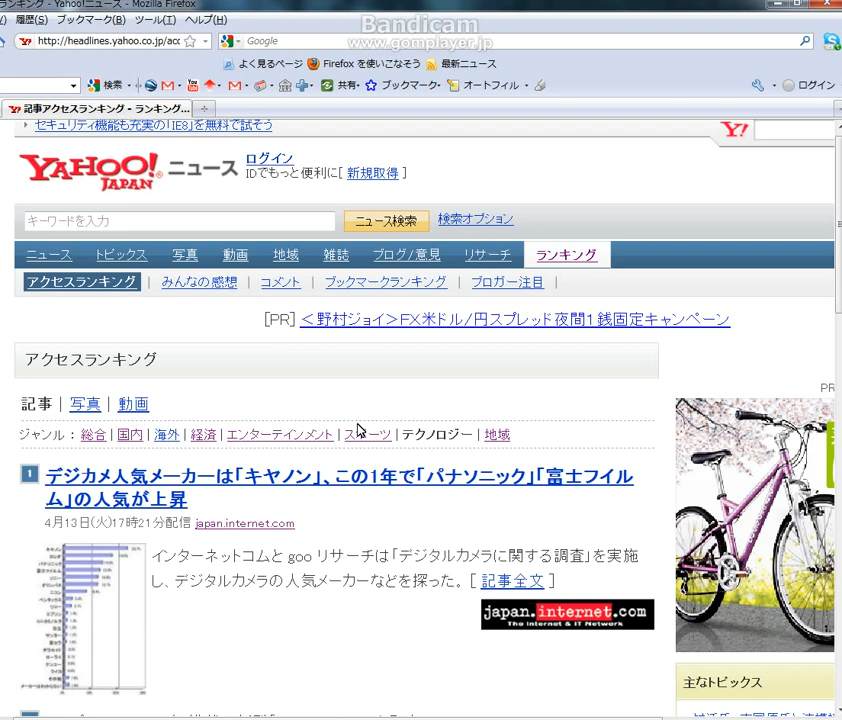 ランキング - Yahoo!ニュース - Mozilla Firefox
履歴(S) ブックマーク(B) ツール(T) ヘルプ(H)
Bandicam
www.gomplayer.jp
http://headlines.yahoo.co.jp/acc
Google
よく見るページ Firefox を使いこなそう 最新ニュース
検索 共有 ブックマーク オートフィル ログイン
記事アクセスランキング - ランキング...
セキュリティ機能も充実の「IE8」を無料で試そう
YAHOO! JAPAN ニュース
ログイン
IDでもっと便利に[ 新規取得 ]
Y!
キーワードを入力 ニュース検索 検索オプション
ニュース トピックス 写真 動画 地域 雑誌 ブログ/意見 リサーチ ランキング
アクセスランキング | みんなの感想 | コメント | ブックマークランキング | ブロガー注目 |
[PR] <野村ジョイ>FX米ドル/円スプレッド夜間1銭固定キャンペーン
アクセスランキング
PR
記事 | 写真 | 動画
ジャンル : 総合 | 国内 | 海外 | 経済 | エンターテインメント | スポーツ | テクノロジー | 地域
1 デジカメ人気メーカーは「キヤノン」、この1年で「パナソニック」「富士フイル
ム」の人気が上昇
4月13日(火)17時21分配信 japan.internet.com
インターネットコムと goo リサーチは「デジタルカメラに関する調査」を実施
し、デジタルカメラの人気メーカーなどを探った。 [ 記事全文 ]
japan.internet.com
The Internet & IT Network
主なトピックス